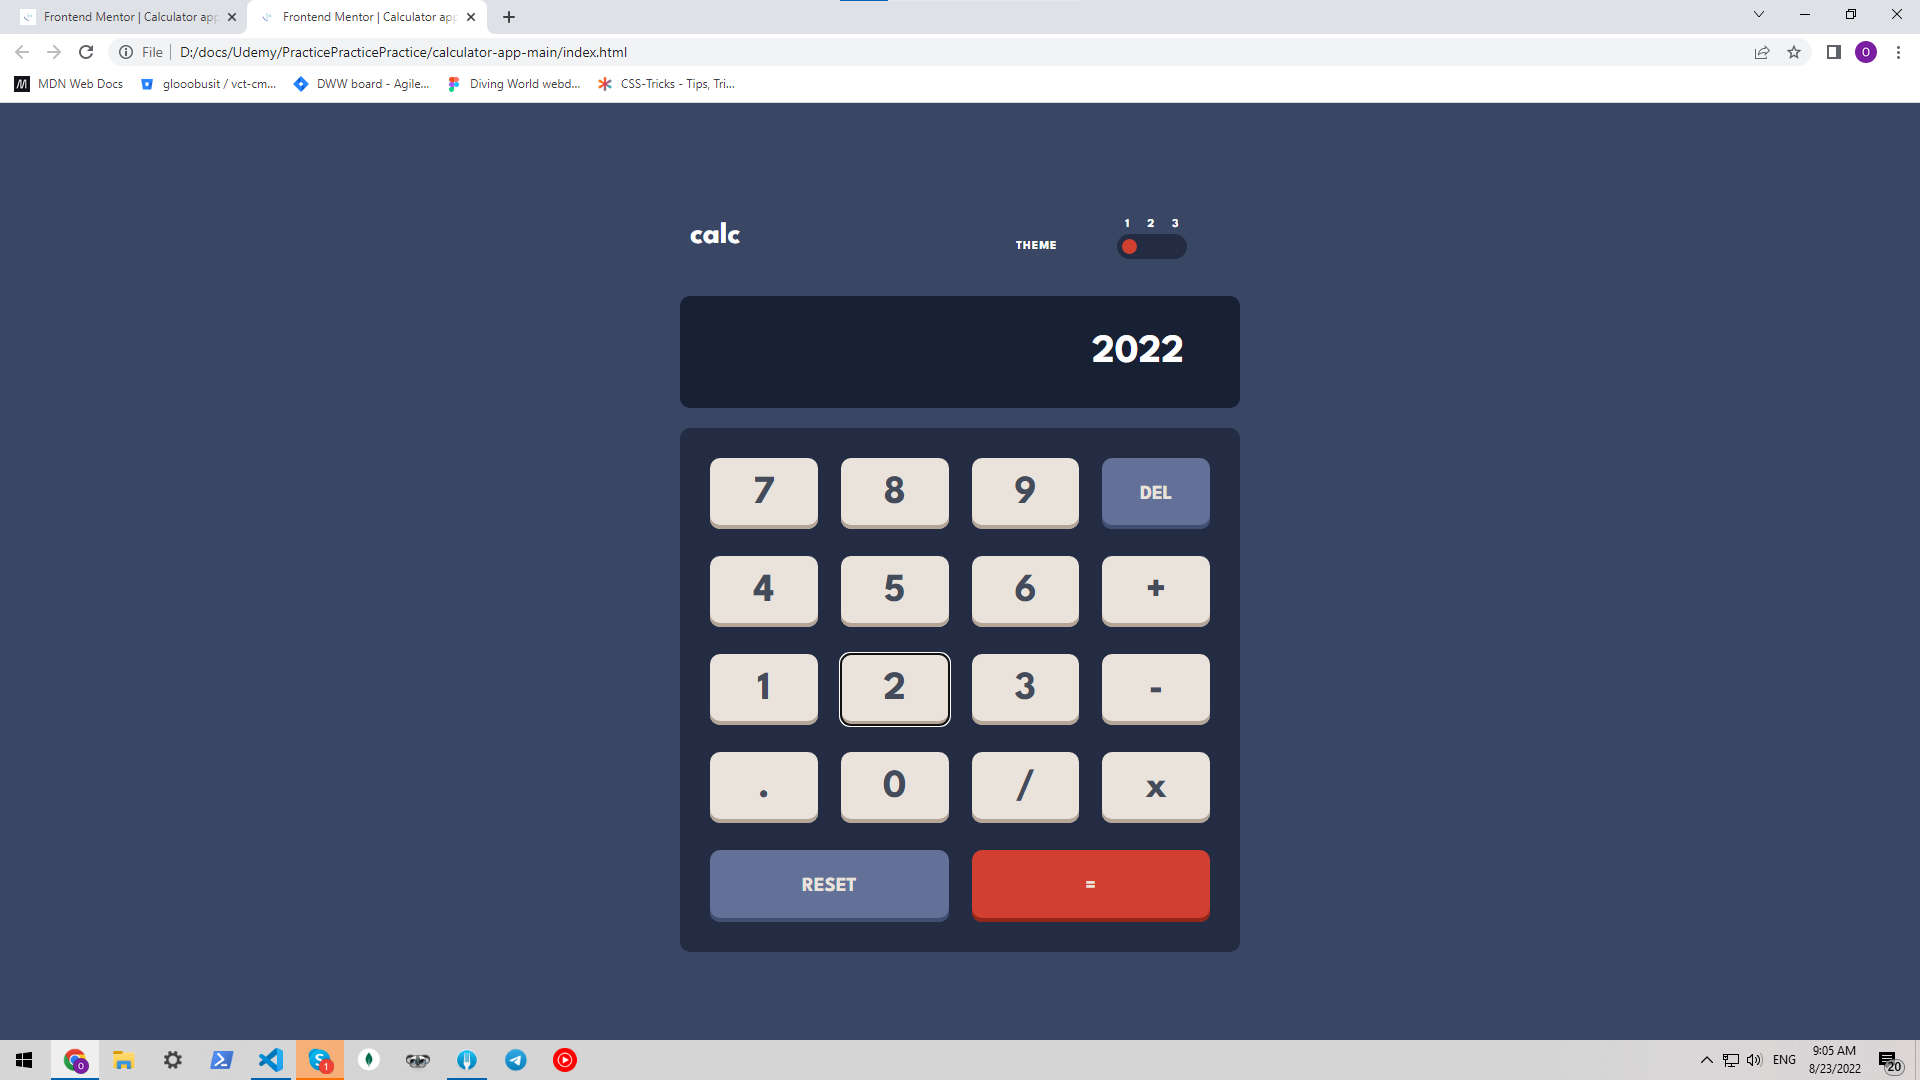 Frontend Mentor | Calculator app
Frontend Mentor | Calculator app
File
D:/docs/Udemy/PracticePracticePractice/calculator-app-main/index.html
O
MDN Web Docs
glooobusit / vct-cm...
DWW board - Agile...
Diving World webd...
CSS-Tricks - Tips, Tri...
calc
THEME
1 2 3
2022
7 8 9 DEL
4 5 6 +
1 2 3 -
. 0 / x
RESET =
ENG
9:05 AM
8/23/2022
20